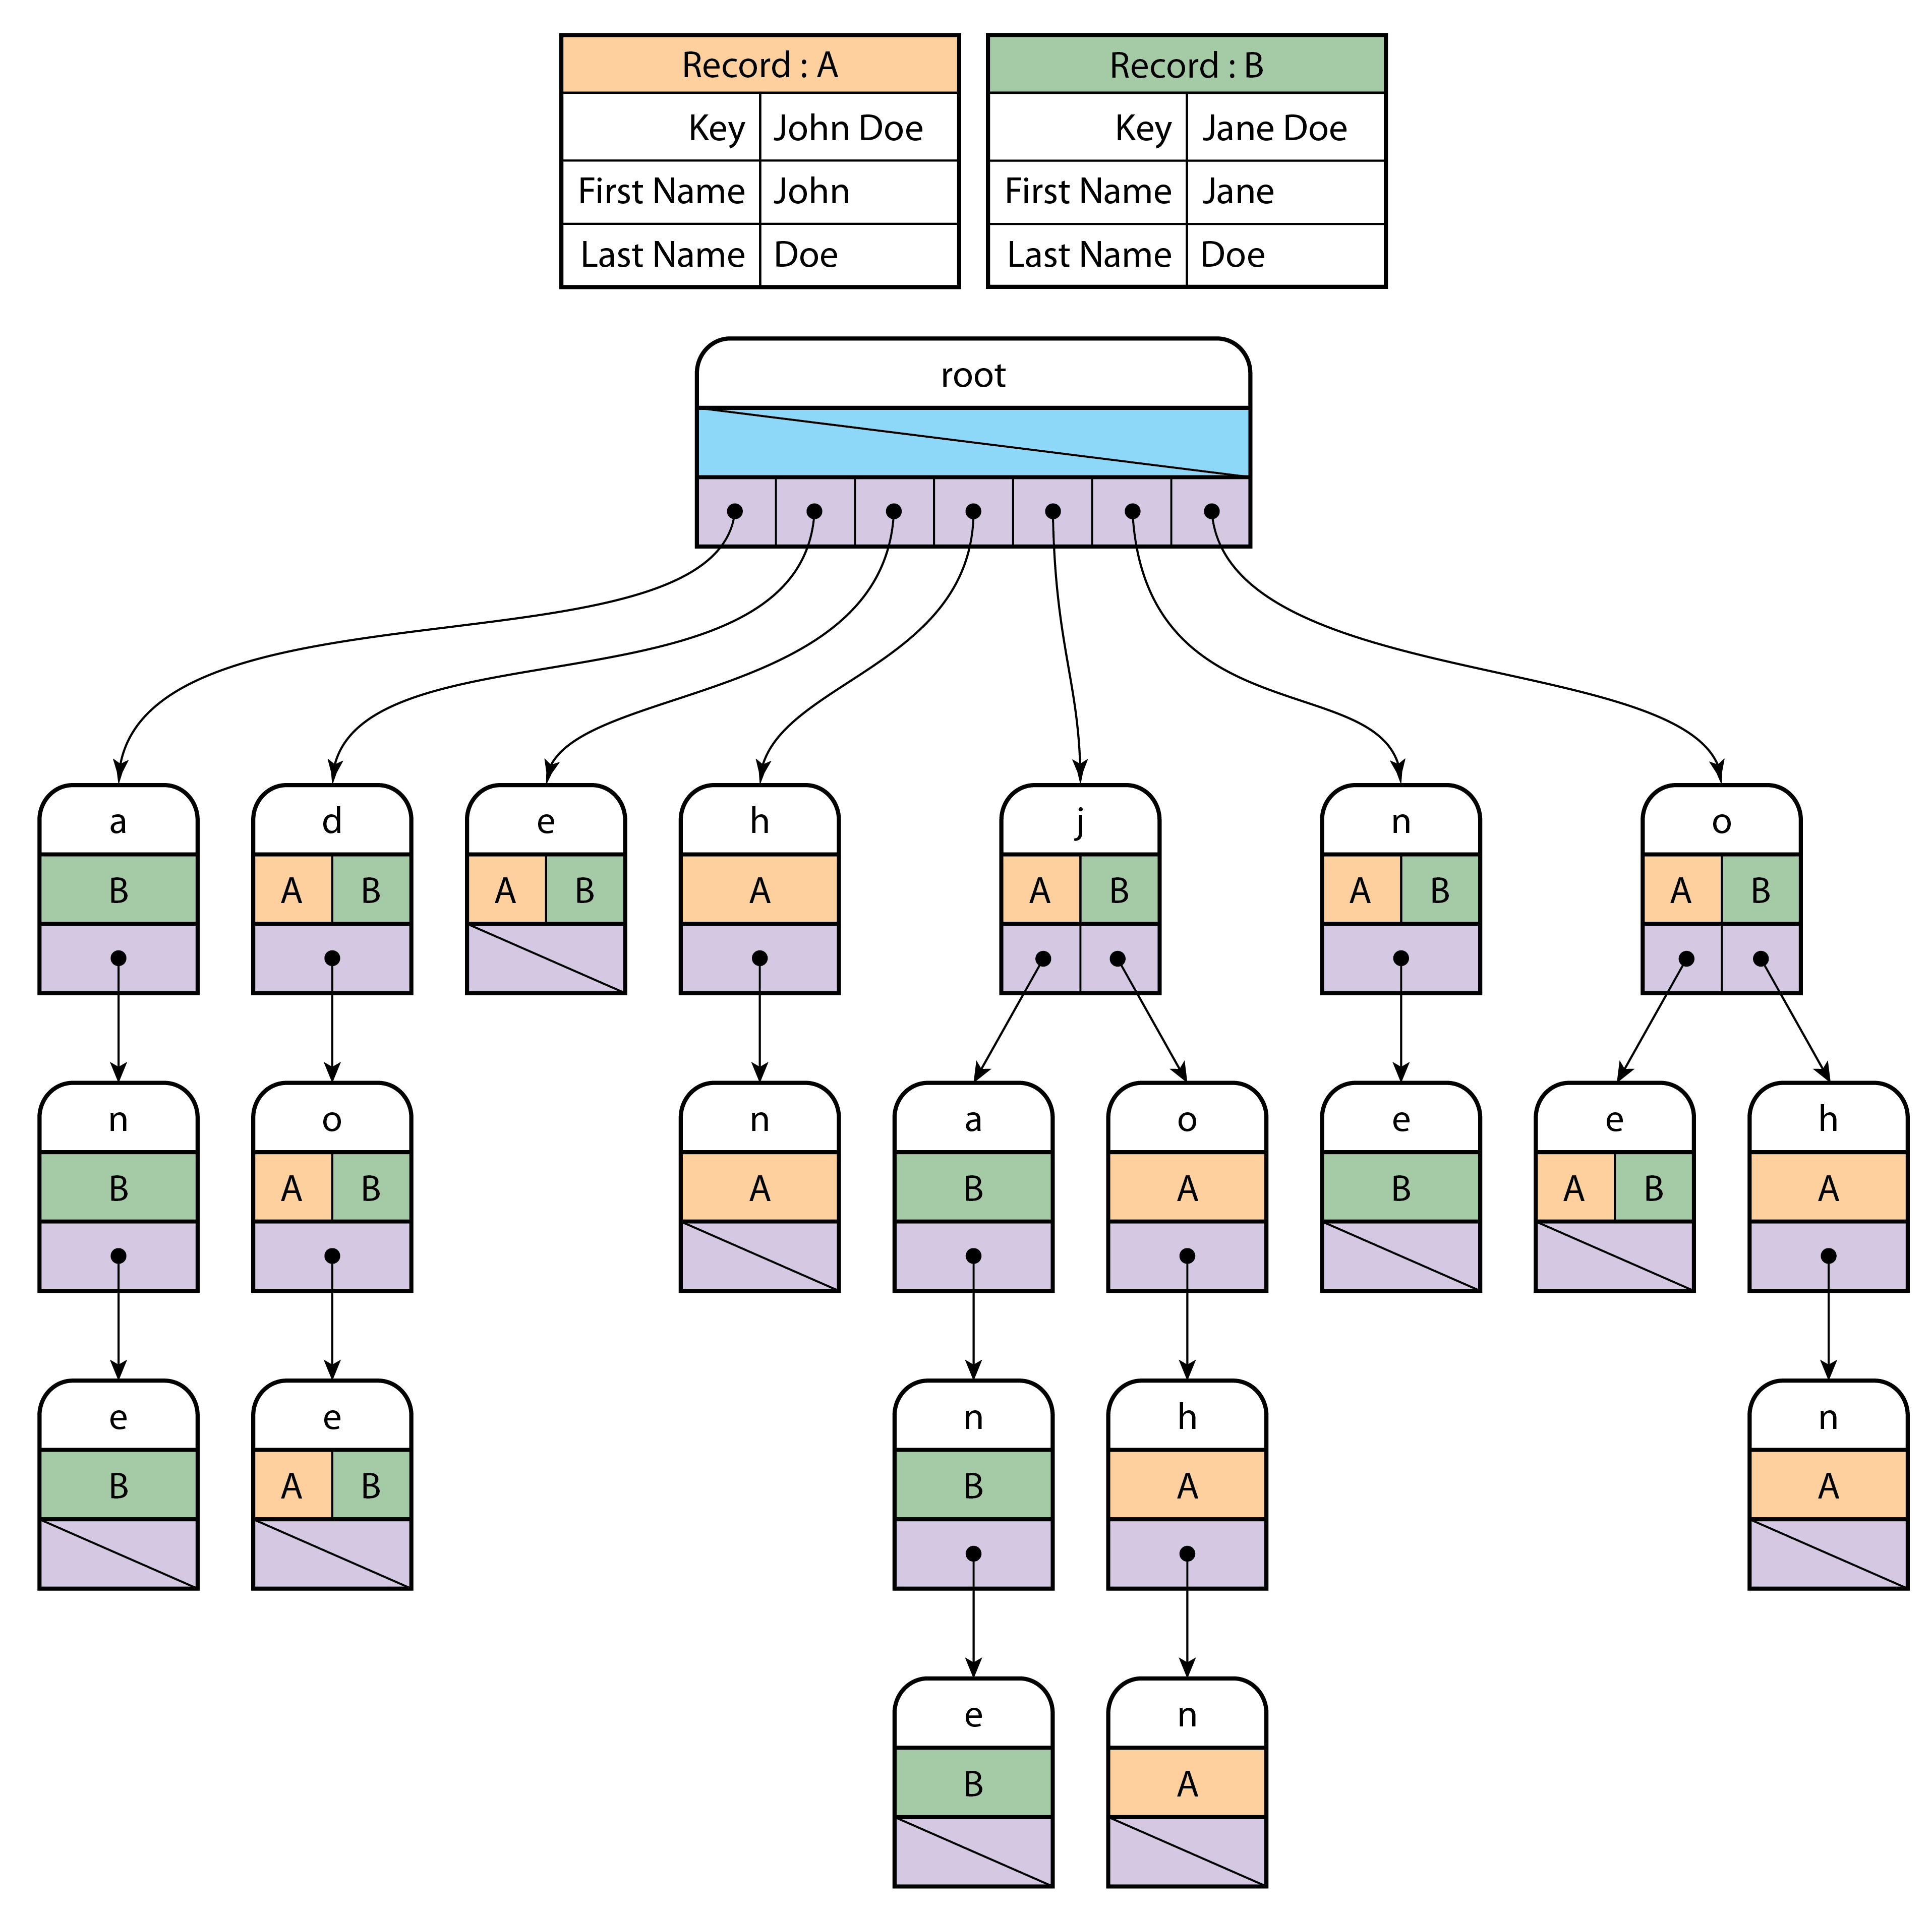 Record : A
Key John Doe
First Name John
Last Name Doe
Record : B
Key Jane Doe
First Name Jane
Last Name Doe
root
a d e h j n o
B A B A B A A B A B A B
n o n a o e e h
B A B A B A B A B A
e e n h n
B A B B A A
e n
B A